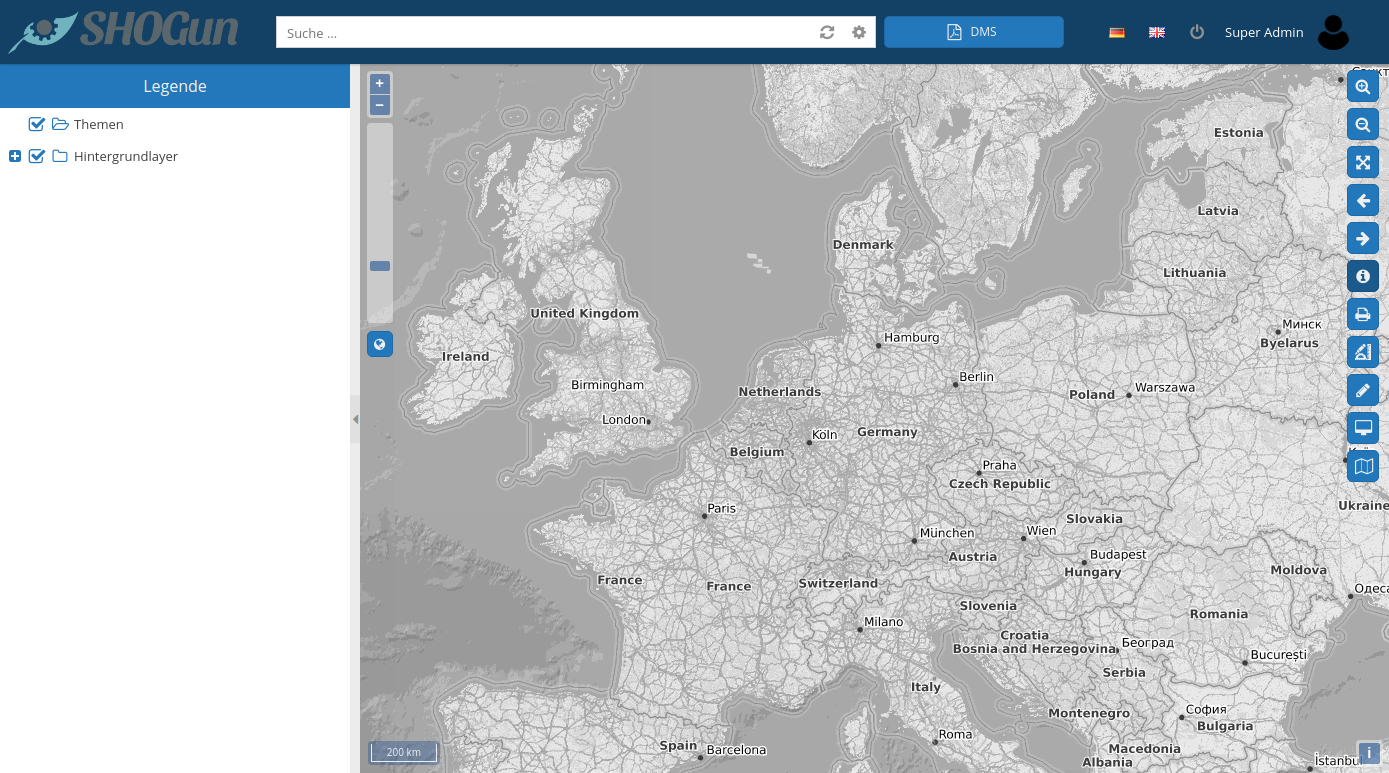 SHOGun
Suche ...
DMS
Super Admin
Legende
Themen
Hintergrundlayer
+
−
Estonia
Latvia
Denmark
Lithuania
United Kingdom
Минск
Hamburg
Byelarus
Ireland
Berlin
Birmingham
Netherlands
Poland
Warszawa
London
Köln
Germany
Belgium
Praha
Czech Republic
Paris
Ukraine
Slovakia
München
Wien
Austria
Budapest
Hungary
Moldova
France
France
Switzerland
Одеса
Slovenia
Romania
Milano
Croatia
Београд
Bosnia and Herzegovina
București
Serbia
Italy
София
Montenegro
Bulgaria
Roma
Spain
Barcelona
Macedonia
200 km
Albania
İstanbul
i